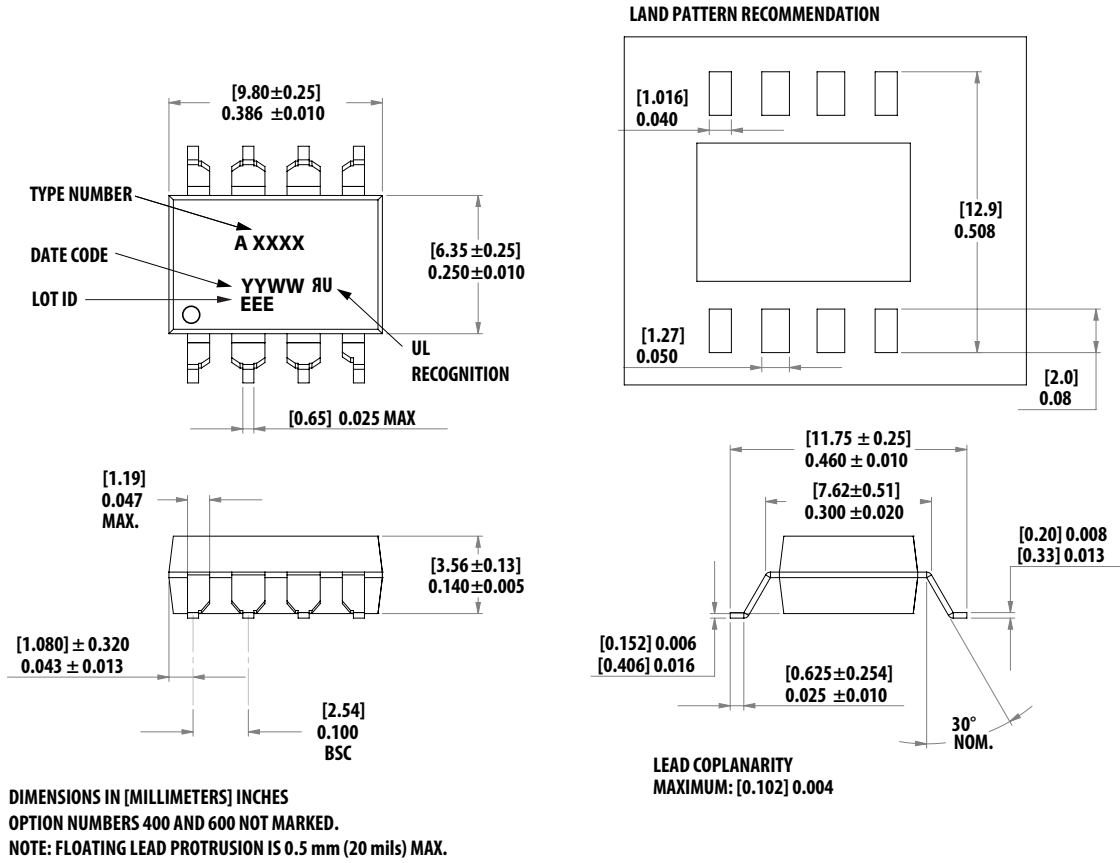 LAND PATTERN RECOMMENDATION
[9.80±0.25]
0.386 ±0.010
TYPE NUMBER
A XXXX
DATE CODE
YYWW RU
LOT ID
EEE
[6.35 ±0.25]
0.250±0.010
UL
RECOGNITION
[0.65] 0.025 MAX
[1.016]
0.040
[12.9]
0.508
[1.27]
0.050
[2.0]
0.08
[1.19]
0.047
MAX.
[3.56 ±0.13]
0.140±0.005
[1.080] ± 0.320
0.043 ± 0.013
[2.54]
0.100
BSC
[11.75 ± 0.25]
0.460 ± 0.010
[7.62±0.51]
0.300 ±0.020
[0.20] 0.008
[0.33] 0.013
[0.152] 0.006
[0.406] 0.016
[0.625±0.254]
0.025 ±0.010
30°
NOM.
LEAD COPLANARITY
MAXIMUM: [0.102] 0.004
DIMENSIONS IN [MILLIMETERS] INCHES
OPTION NUMBERS 400 AND 600 NOT MARKED.
NOTE: FLOATING LEAD PROTRUSION IS 0.5 mm (20 mils) MAX.